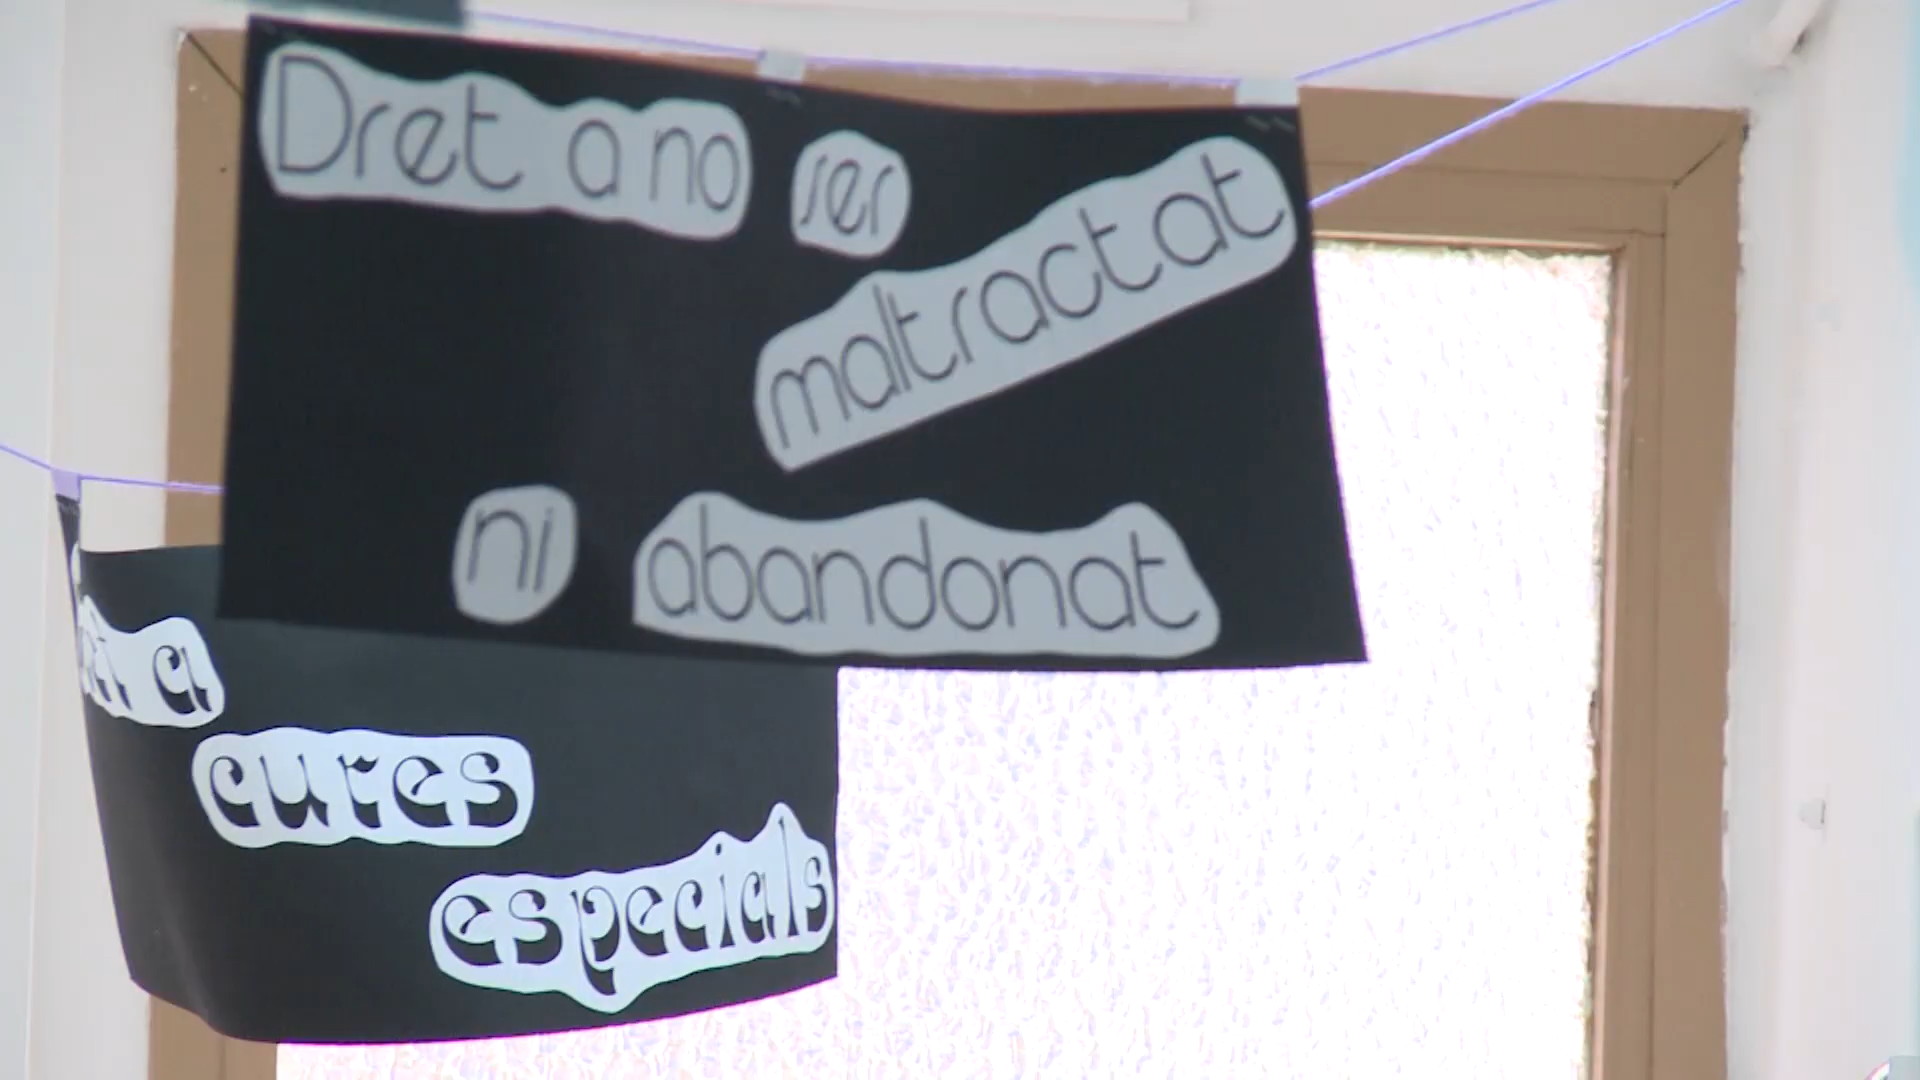 Dret a no ser
maltractat
ni abandonat
a
cures
especials